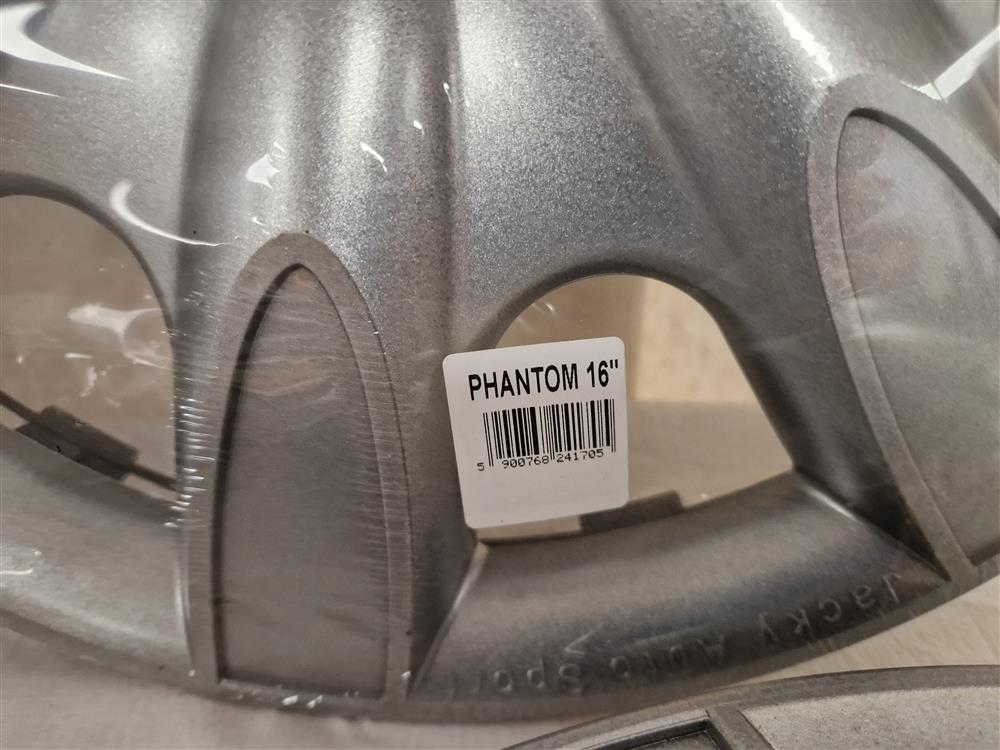 PHANTOM 16"
5 900768 241705
Jacky Auto Sport